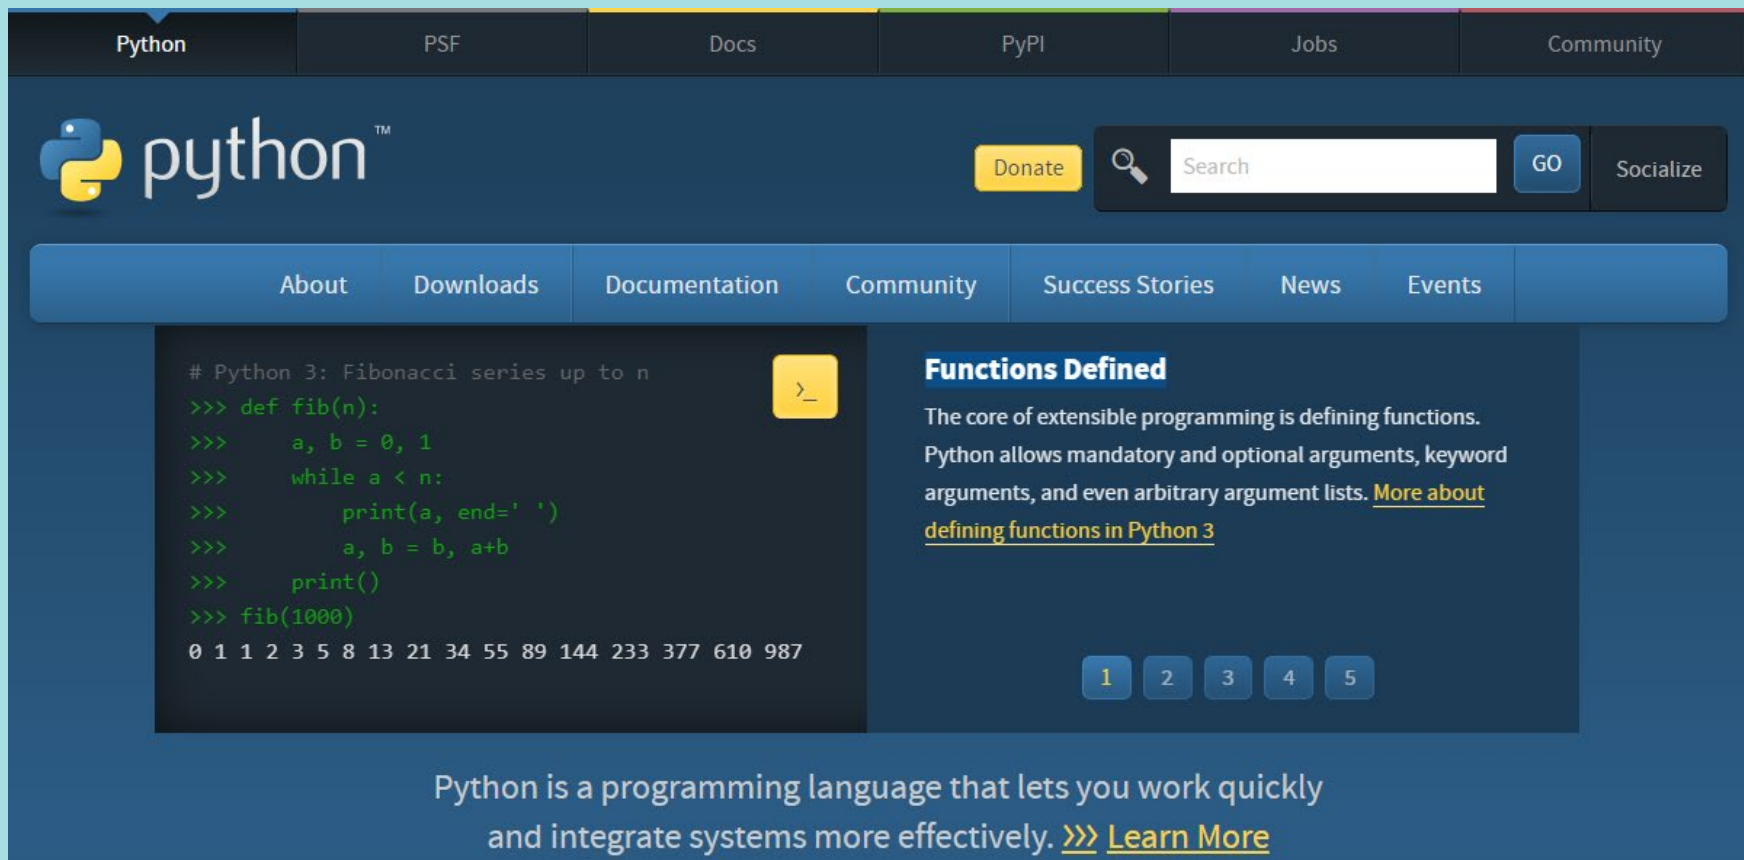 Python PSF Docs PyPI Jobs Community
python™
Donate Search GO Socialize
About Downloads Documentation Community Success Stories News Events
# Python 3: Fibonacci series up to n
>>> def fib(n):
>>>     a, b = 0, 1
>>>     while a < n:
>>>         print(a, end=' ')
>>>         a, b = b, a+b
>>>     print()
>>> fib(1000)
0 1 1 2 3 5 8 13 21 34 55 89 144 233 377 610 987
>_
Functions Defined
The core of extensible programming is defining functions.
Python allows mandatory and optional arguments, keyword
arguments, and even arbitrary argument lists. More about
defining functions in Python 3
1 2 3 4 5
Python is a programming language that lets you work quickly
and integrate systems more effectively. >>> Learn More